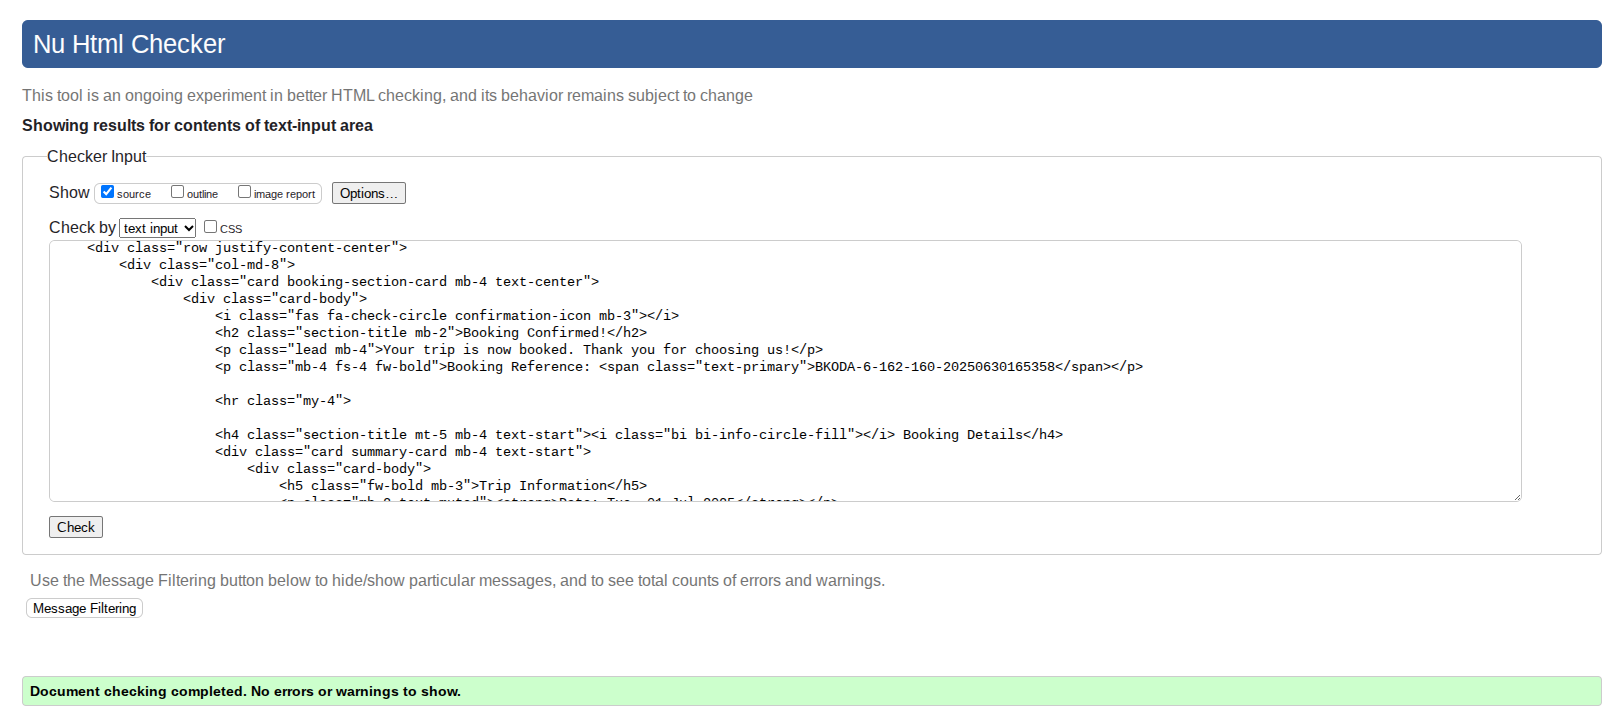 Nu Html Checker
This tool is an ongoing experiment in better HTML checking, and its behavior remains subject to change
Showing results for contents of text-input area
Checker Input
Show source outline image report Options...
Check by text input CSS
<div class="row justify-content-center">
<div class="col-md-8">
<div class="card booking-section-card mb-4 text-center">
<div class="card-body">
<i class="fas fa-check-circle confirmation-icon mb-3"></i>
<h2 class="section-title mb-2">Booking Confirmed!</h2>
<p class="lead mb-4">Your trip is now booked. Thank you for choosing us!</p>
<p class="mb-4 fs-4 fw-bold">Booking Reference: <span class="text-primary">BKODA-6-162-160-20250630165358</span></p>
<hr class="my-4">
<h4 class="section-title mt-5 mb-4 text-start"><i class="bi bi-info-circle-fill"></i> Booking Details</h4>
<div class="card summary-card mb-4 text-start">
<div class="card-body">
<h5 class="fw-bold mb-3">Trip Information</h5>
Check
Use the Message Filtering button below to hide/show particular messages, and to see total counts of errors and warnings.
Message Filtering
Document checking completed. No errors or warnings to show.